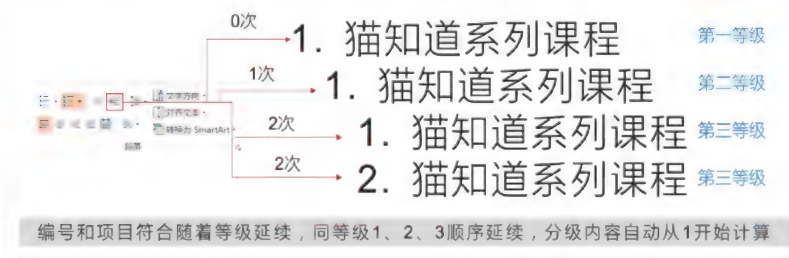 0次
1. 猫知道系列课程 第一等级
1次
1. 猫知道系列课程 第二等级
文字方向
对齐文本
转换为 SmartArt
段落
2次
1. 猫知道系列课程 第三等级
2次
2. 猫知道系列课程 第三等级
编号和项目符合随着等级延续，同等级1、2、3顺序延续，分级内容自动从1开始计算